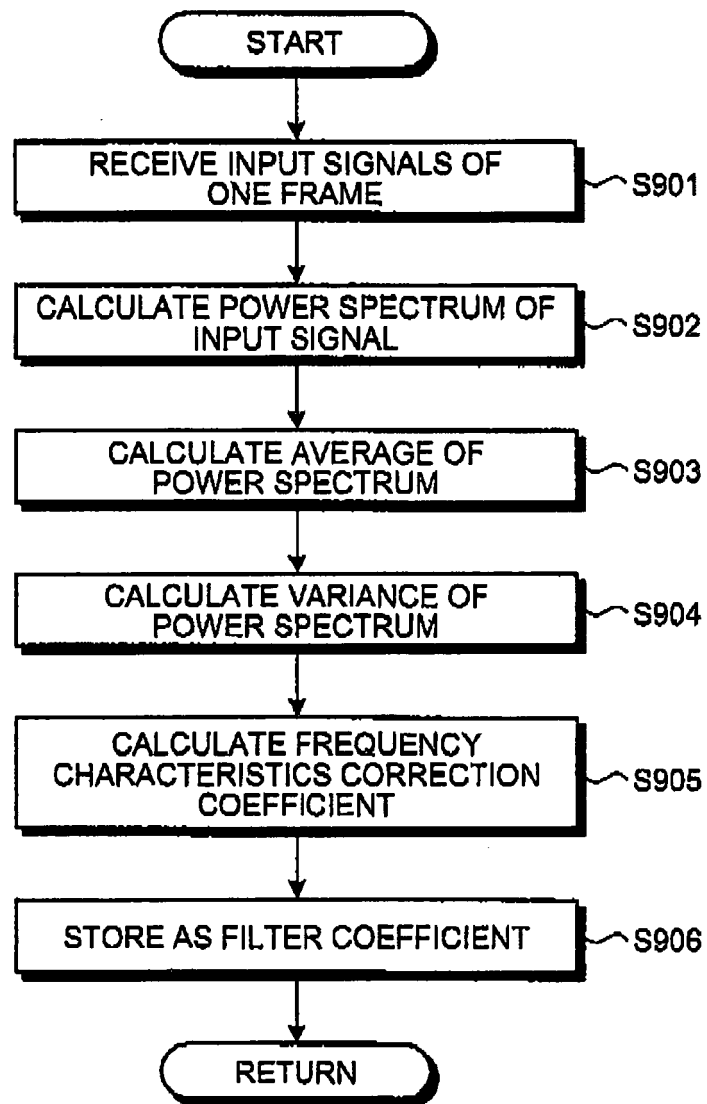 START
RECEIVE INPUT SIGNALS OF
ONE FRAME
S901
CALCULATE POWER SPECTRUM OF
INPUT SIGNAL
S902
CALCULATE AVERAGE OF
POWER SPECTRUM
S903
CALCULATE VARIANCE OF
POWER SPECTRUM
S904
CALCULATE FREQUENCY
CHARACTERISTICS CORRECTION
COEFFICIENT
S905
STORE AS FILTER COEFFICIENT
S906
RETURN